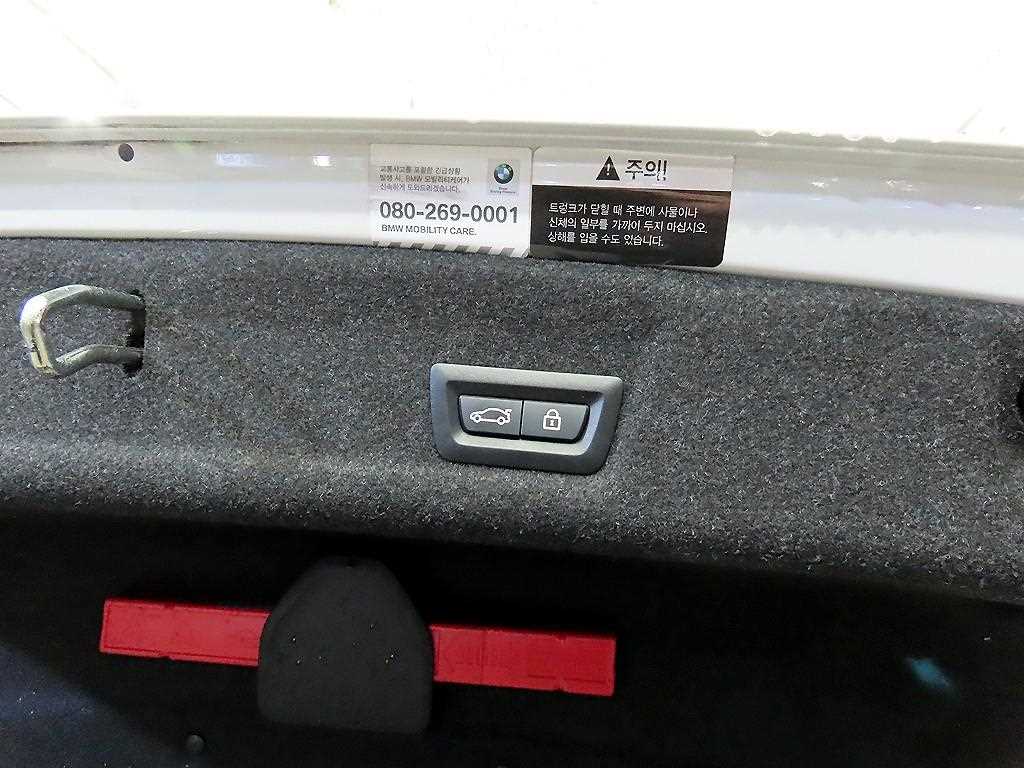 교통사고를 포함한 긴급상황
발생 시, BMW 모빌리티케어가
신속하게 도와드리겠습니다.
080-269-0001
BMW MOBILITY CARE.
주의!
트렁크가 닫힐 때 주변에 사물이나
신체의 일부를 가까이 두지 마십시오.
상해를 입을 수도 있습니다.